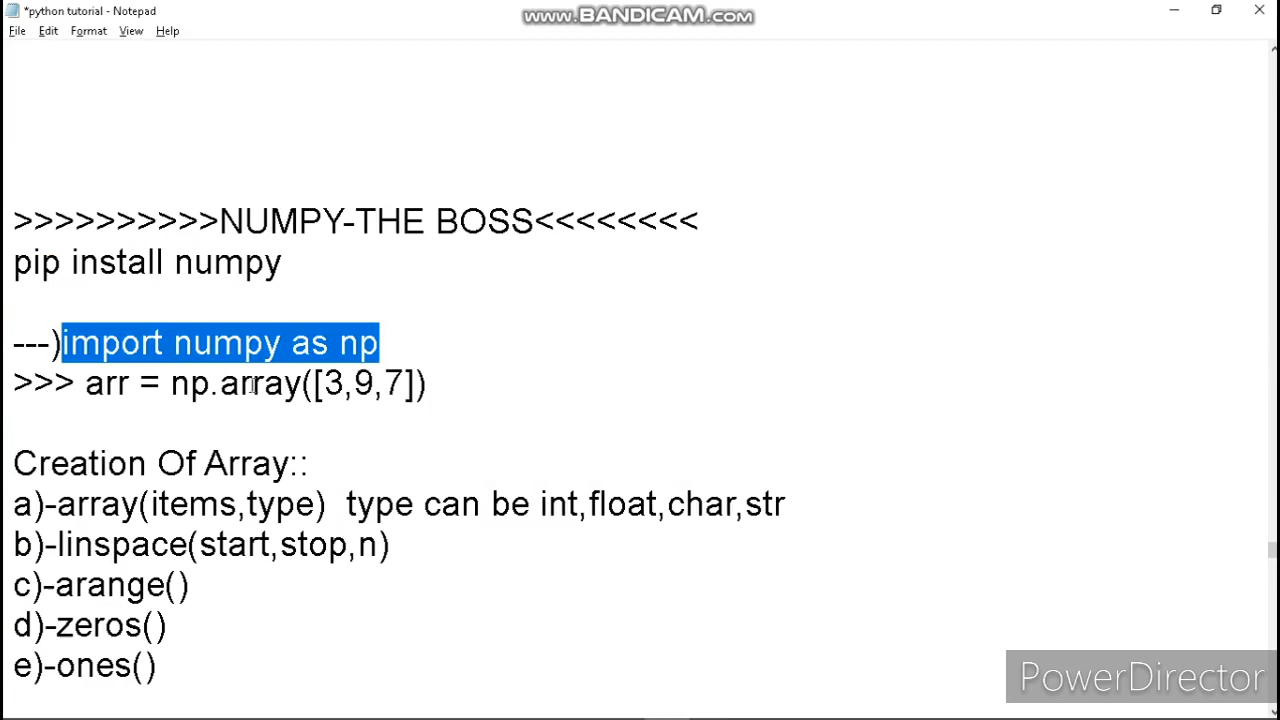 *python tutorial - Notepad
www.BANDICAM.com
File Edit Format View Help
>>>>>>>>>>NUMPY-THE BOSS<<<<<<<<
pip install numpy
---)import numpy as np
>>> arr = np.array([3,9,7])
Creation Of Array::
a)-array(items,type)  type can be int,float,char,str
b)-linspace(start,stop,n)
c)-arange()
d)-zeros()
e)-ones()
PowerDirector